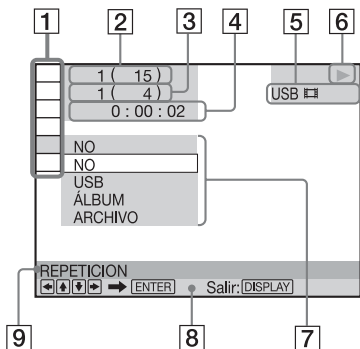 1 2 3 4 5 6
1 ( 15)
1 ( 4)
0 : 00 : 02
USB
NO
NO
USB
ÁLBUM
ARCHIVO
REPETICION
ENTER Salir: DISPLAY
9 8 7